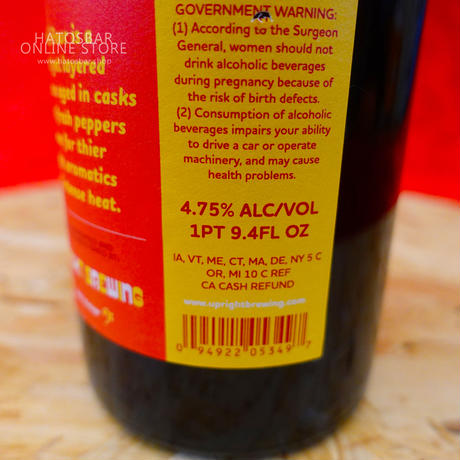 HATOSBAR
ONLINE STORE
www.hatosbar.shop
layered
aged in casks
fresh peppers
for thier
aromatics
intense heat.
BREWING
GOVERNMENT WARNING:
(1) According to the Surgeon
General, women should not
drink alcoholic beverages
during pregnancy because of
the risk of birth defects.
(2) Consumption of alcoholic
beverages impairs your ability
to drive a car or operate
machinery, and may cause
health problems.
4.75% ALC/VOL
1PT 9.4FL OZ
IA, VT, ME, CT, MA, DE, NY 5 C
OR, MI 10 C REF
CA CASH REFUND
www.uprightbrewing.com
0 94922 05349 7